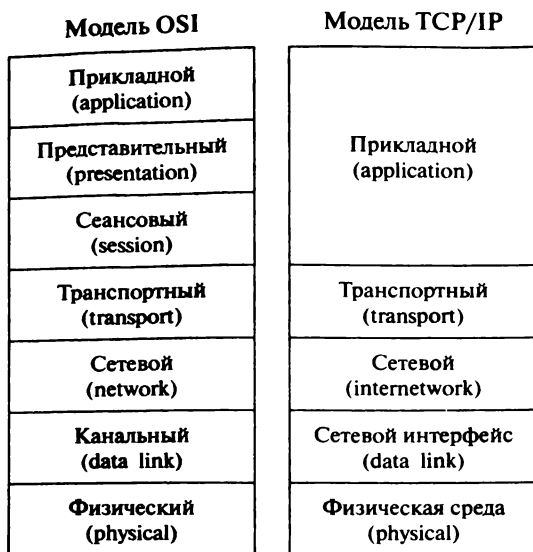 Модель OSI
Прикладной
(application)
Представительный
(presentation)
Сеансовый
(session)
Транспортный
(transport)
Сетевой
(network)
Канальный
(data link)
Физический
(physical)
Модель TCP/IP
Прикладной
(application)
Транспортный
(transport)
Сетевой
(internetwork)
Сетевой интерфейс
(data link)
Физическая среда
(physical)